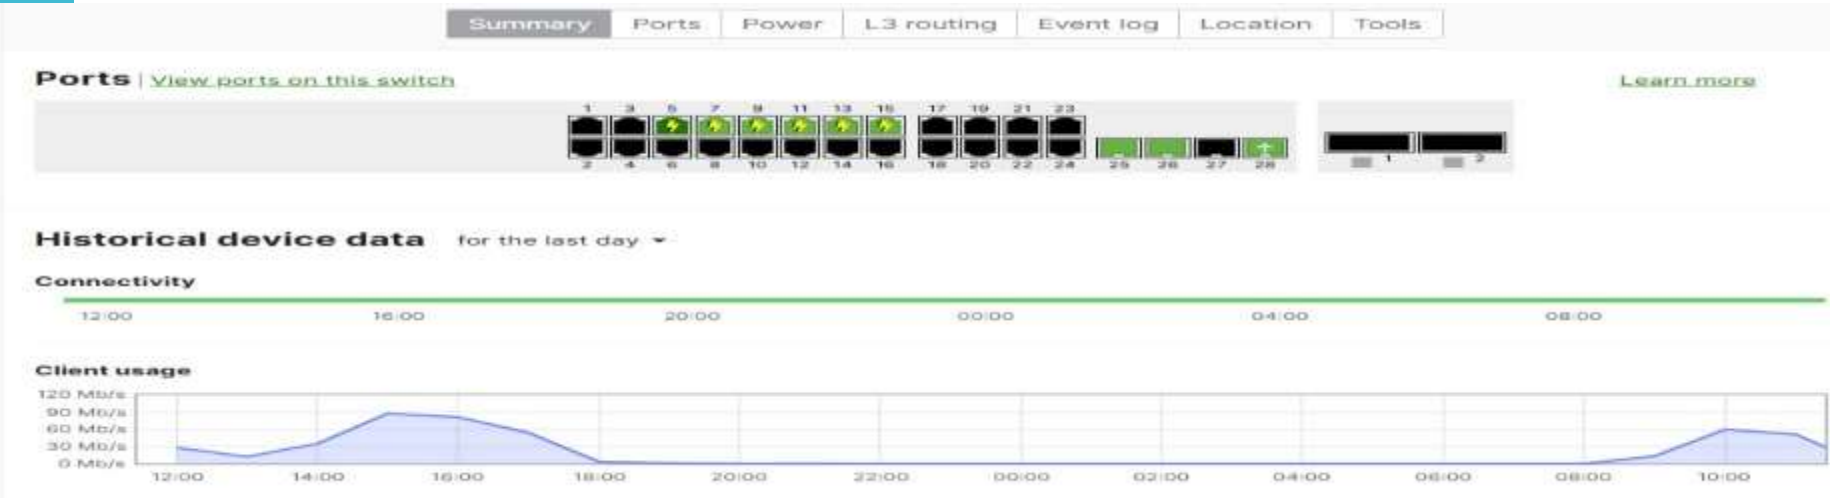 Summary Ports Power L3 routing Event log Location Tools
Ports | View ports on this switch Learn more
1 3 5 7 9 11 13 15 17 19 21 23
2 4 6 8 10 12 14 16 18 20 22 24 25 26 27 28 1 2
Historical device data for the last day
Connectivity
12:00 16:00 20:00 00:00 04:00 08:00
Client usage
120 Mb/s
90 Mb/s
60 Mb/s
30 Mb/s
0 Mb/s
12:00 14:00 16:00 18:00 20:00 22:00 00:00 02:00 04:00 06:00 08:00 10:00